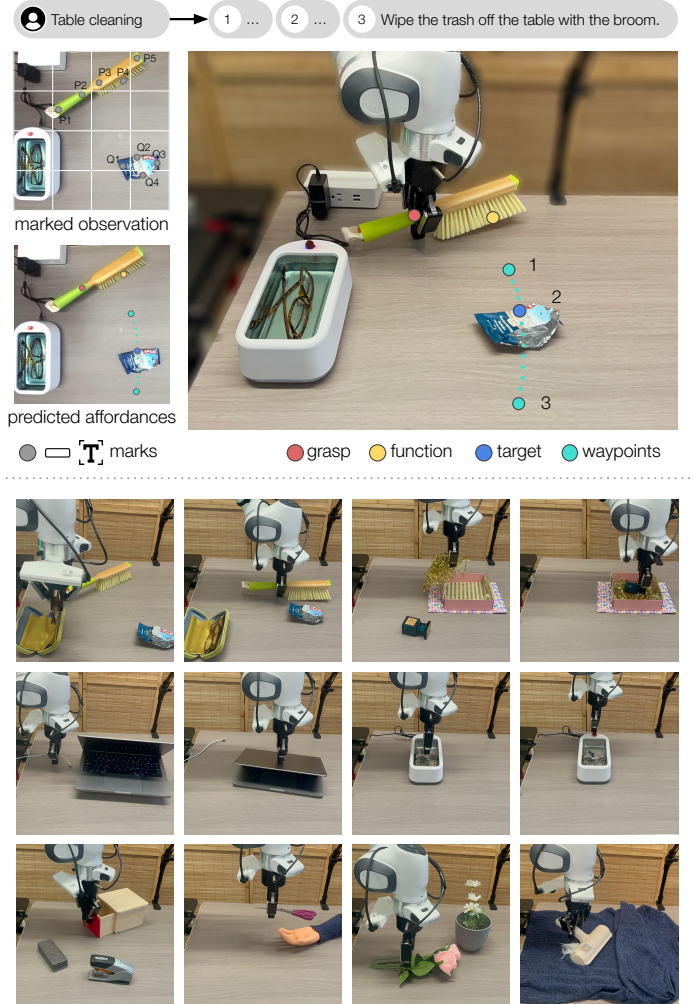 Table cleaning
1 ...
2 ...
3 Wipe the trash off the table with the broom.
P5
P3
P4
P2
P1
Q2
Q3
Q1
Q4
marked observation
predicted affordances
1
2
3
T marks
grasp
function
target
waypoints